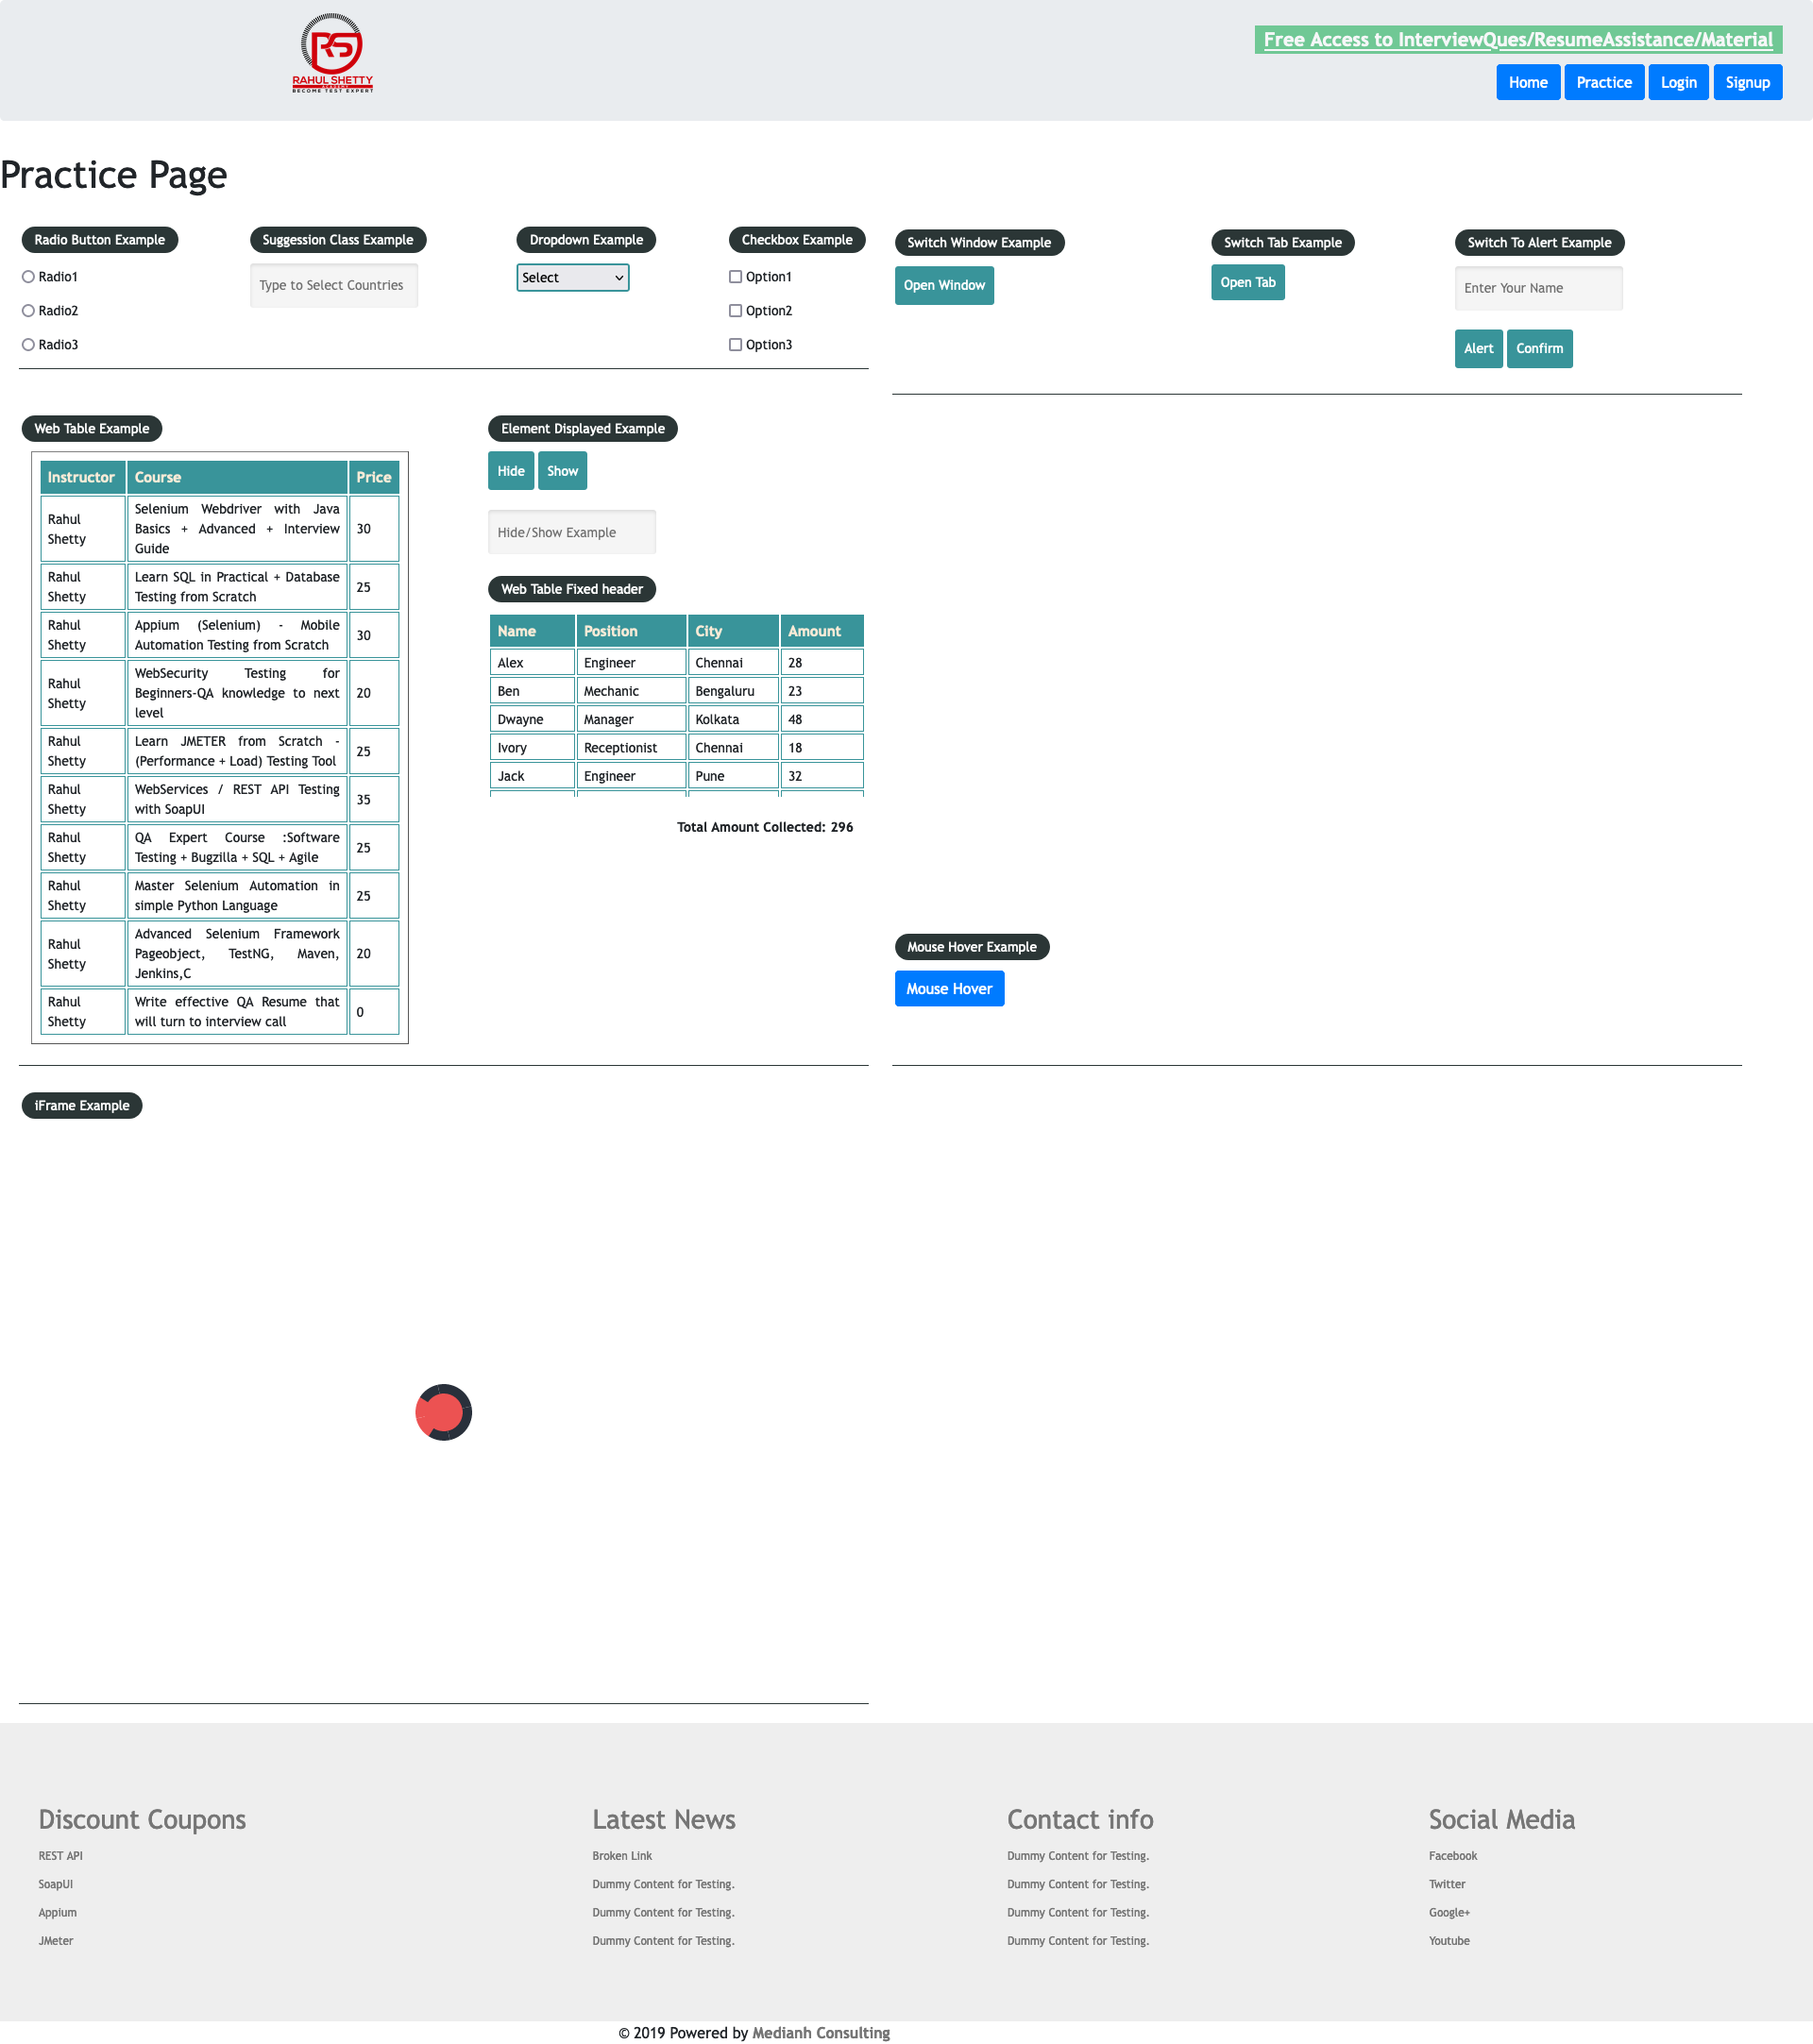 RS
RAHUL SHETTY
ACADEMY
BECOME TEST EXPERT
Free Access to InterviewQues/ResumeAssistance/Material
Home Practice Login Signup
Practice Page
Radio Button Example
Radio1
Radio2
Radio3
Suggession Class Example
Type to Select Countries
Dropdown Example
Select
Checkbox Example
Option1
Option2
Option3
Switch Window Example
Open Window
Switch Tab Example
Open Tab
Switch To Alert Example
Enter Your Name
Alert Confirm
Web Table Example
Instructor Course Price
Rahul Shetty Selenium Webdriver with Java Basics + Advanced + Interview Guide 30
Rahul Shetty Learn SQL in Practical + Database Testing from Scratch 25
Rahul Shetty Appium (Selenium) - Mobile Automation Testing from Scratch 30
Rahul Shetty WebSecurity Testing for Beginners-QA knowledge to next level 20
Rahul Shetty Learn JMETER from Scratch - (Performance + Load) Testing Tool 25
Rahul Shetty WebServices / REST API Testing with SoapUI 35
Rahul Shetty QA Expert Course :Software Testing + Bugzilla + SQL + Agile 25
Rahul Shetty Master Selenium Automation in simple Python Language 25
Rahul Shetty Advanced Selenium Framework Pageobject, TestNG, Maven, Jenkins,C 20
Rahul Shetty Write effective QA Resume that will turn to interview call 0
Element Displayed Example
Hide Show
Hide/Show Example
Web Table Fixed header
Name Position City Amount
Alex Engineer Chennai 28
Ben Mechanic Bengaluru 23
Dwayne Manager Kolkata 48
Ivory Receptionist Chennai 18
Jack Engineer Pune 32
Total Amount Collected: 296
Mouse Hover Example
Mouse Hover
iFrame Example
Discount Coupons
REST API
SoapUI
Appium
JMeter
Latest News
Broken Link
Dummy Content for Testing.
Dummy Content for Testing.
Dummy Content for Testing.
Contact info
Dummy Content for Testing.
Dummy Content for Testing.
Dummy Content for Testing.
Dummy Content for Testing.
Social Media
Facebook
Twitter
Google+
Youtube
© 2019 Powered by Medianh Consulting